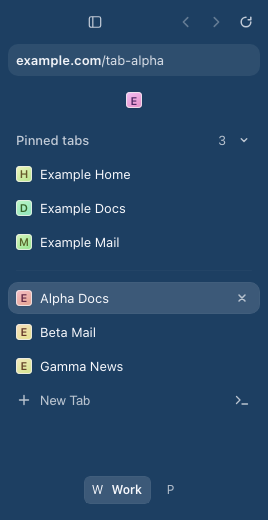 example.com/tab-alpha
E
Pinned tabs 3
H Example Home
D Example Docs
M Example Mail
E Alpha Docs
E Beta Mail
E Gamma News
New Tab
W Work P